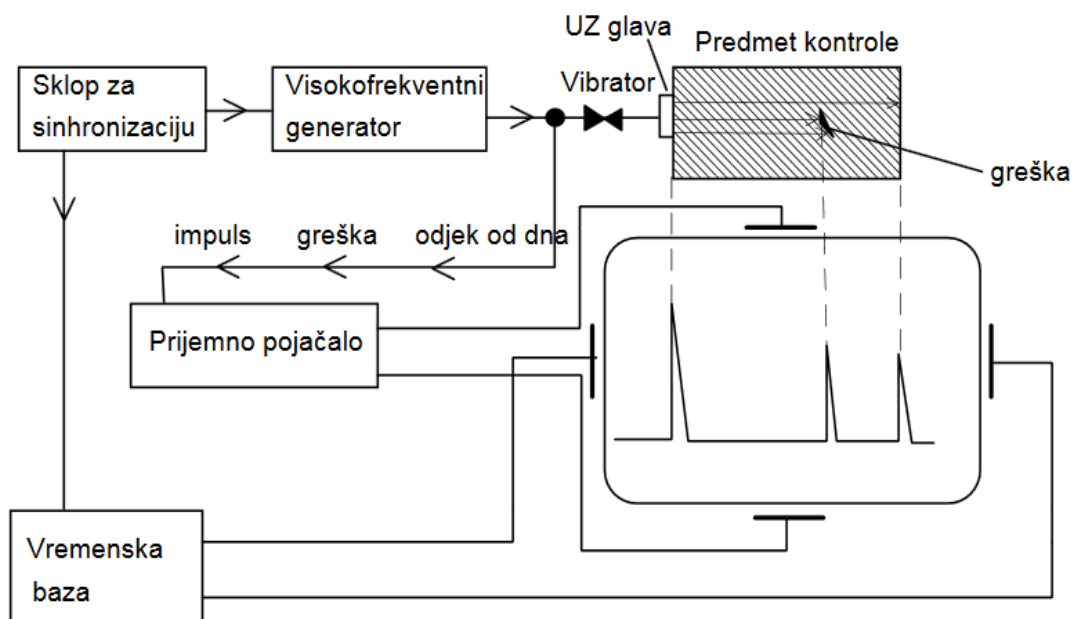 UZ glava
Predmet kontrole
Sklop za
sinhronizaciju
Visokofrekventni
generator
Vibrator
greška
impuls
greška
odjek od dna
Prijemno pojačalo
Vremenska
baza